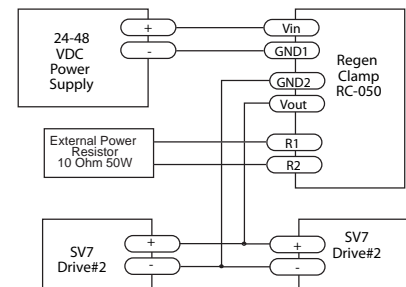 24-48
VDC
Power
Supply
+
-
Vin
GND1
GND2
Vout
R1
R2
Regen
Clamp
RC-050
External Power
Resistor
10 Ohm 50W
SV7
Drive#2
+
-
+
-
SV7
Drive#2